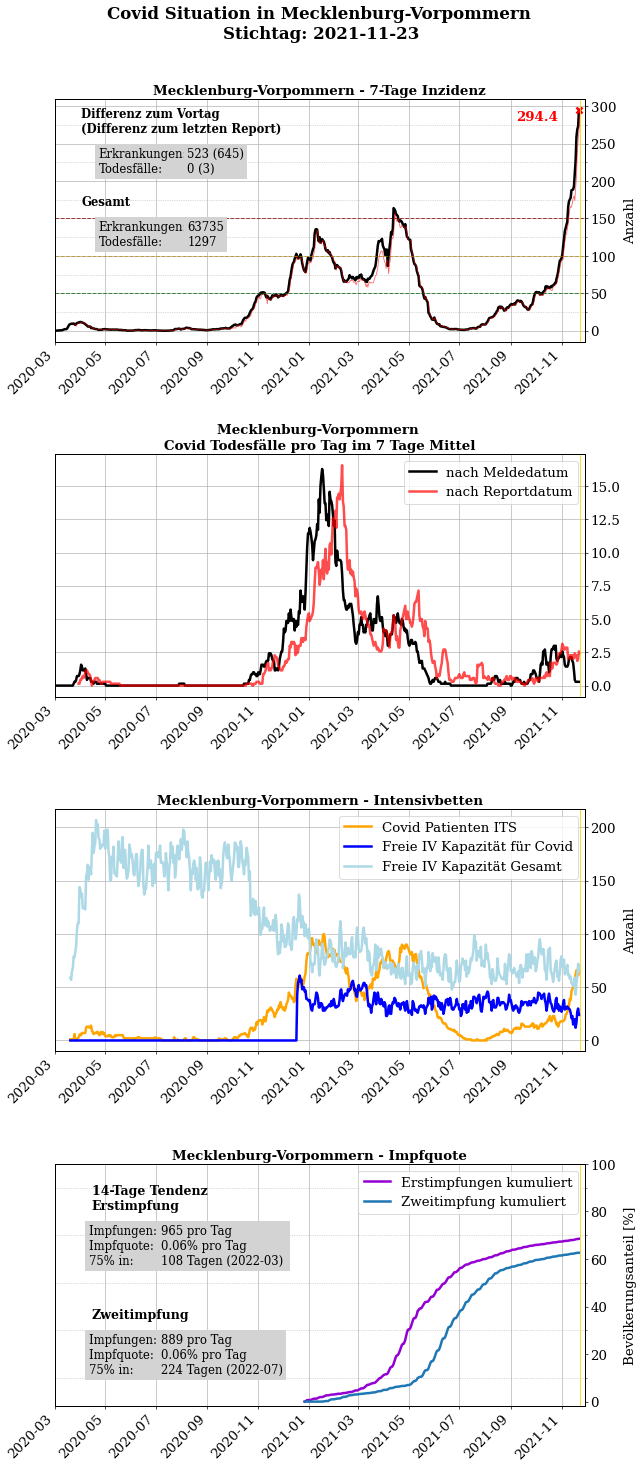 Covid Situation in Mecklenburg-Vorpommern
Stichtag: 2021-11-23
Mecklenburg-Vorpommern - 7-Tage Inzidenz
Differenz zum Vortag
(Differenz zum letzten Report)
Erkrankungen 523 (645)
Todesfälle: 0 (3)
Gesamt
Erkrankungen 63735
Todesfälle: 1297
294.4
300
250
200
150
100
50
0
Anzahl
2020-03
2020-05
2020-07
2020-09
2020-11
2021-01
2021-03
2021-05
2021-07
2021-09
2021-11
Mecklenburg-Vorpommern
Covid Todesfälle pro Tag im 7 Tage Mittel
nach Meldedatum
nach Reportdatum
15.0
12.5
10.0
7.5
5.0
2.5
0.0
2020-03
2020-05
2020-07
2020-09
2020-11
2021-01
2021-03
2021-05
2021-07
2021-09
2021-11
Mecklenburg-Vorpommern - Intensivbetten
Covid Patienten ITS
Freie IV Kapazität für Covid
Freie IV Kapazität Gesamt
200
150
100
50
0
Anzahl
2020-03
2020-05
2020-07
2020-09
2020-11
2021-01
2021-03
2021-05
2021-07
2021-09
2021-11
Mecklenburg-Vorpommern - Impfquote
14-Tage Tendenz
Erstimpfung
Impfungen: 965 pro Tag
Impfquote: 0.06% pro Tag
75% in: 108 Tagen (2022-03)
Zweitimpfung
Impfungen: 889 pro Tag
Impfquote: 0.06% pro Tag
75% in: 224 Tagen (2022-07)
Erstimpfungen kumuliert
Zweitimpfung kumuliert
100
80
60
40
20
0
Bevölkerungsanteil [%]
2020-03
2020-05
2020-07
2020-09
2020-11
2021-01
2021-03
2021-05
2021-07
2021-09
2021-11